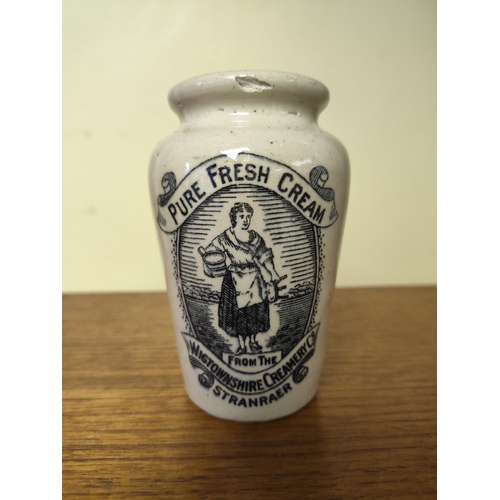 PURE FRESH CREAM
FROM THE
WIGTOWNSHIRE CREAMERY Co.
STRANRAER